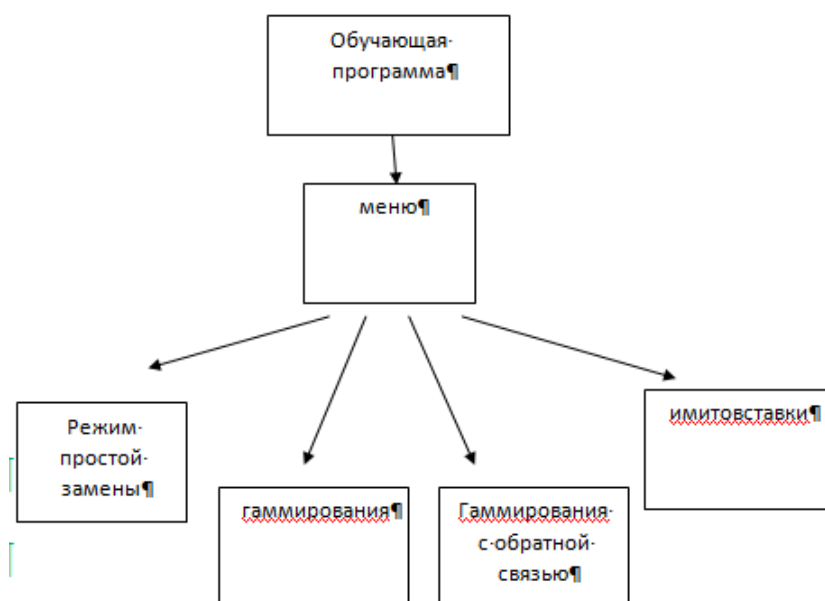 Обучающая·
программа¶
меню¶
Режим·
простой·
замены¶
гаммирования¶
Гаммирования·
с·обратной·
связью¶
имитовставки¶